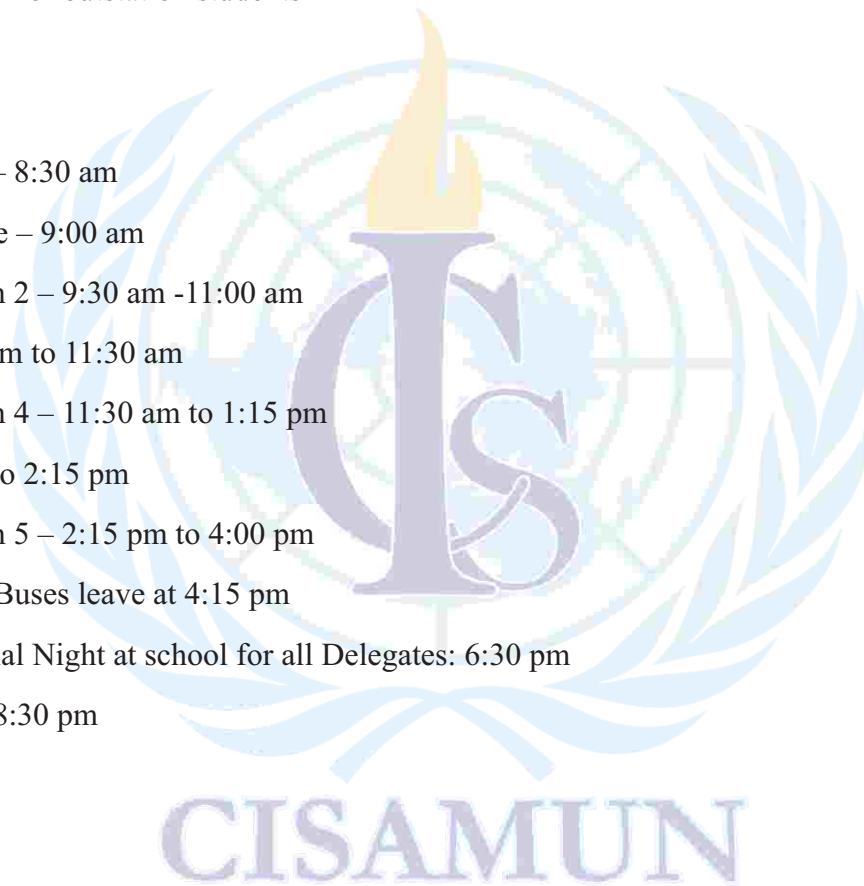 – 8:30 am
– 9:00 am
2 – 9:30 am -11:00 am
to 11:30 am
4 – 11:30 am to 1:15 pm
to 2:15 pm
5 – 2:15 pm to 4:00 pm
Buses leave at 4:15 pm
Night at school for all Delegates: 6:30 pm
8:30 pm
CIS
CISAMUN